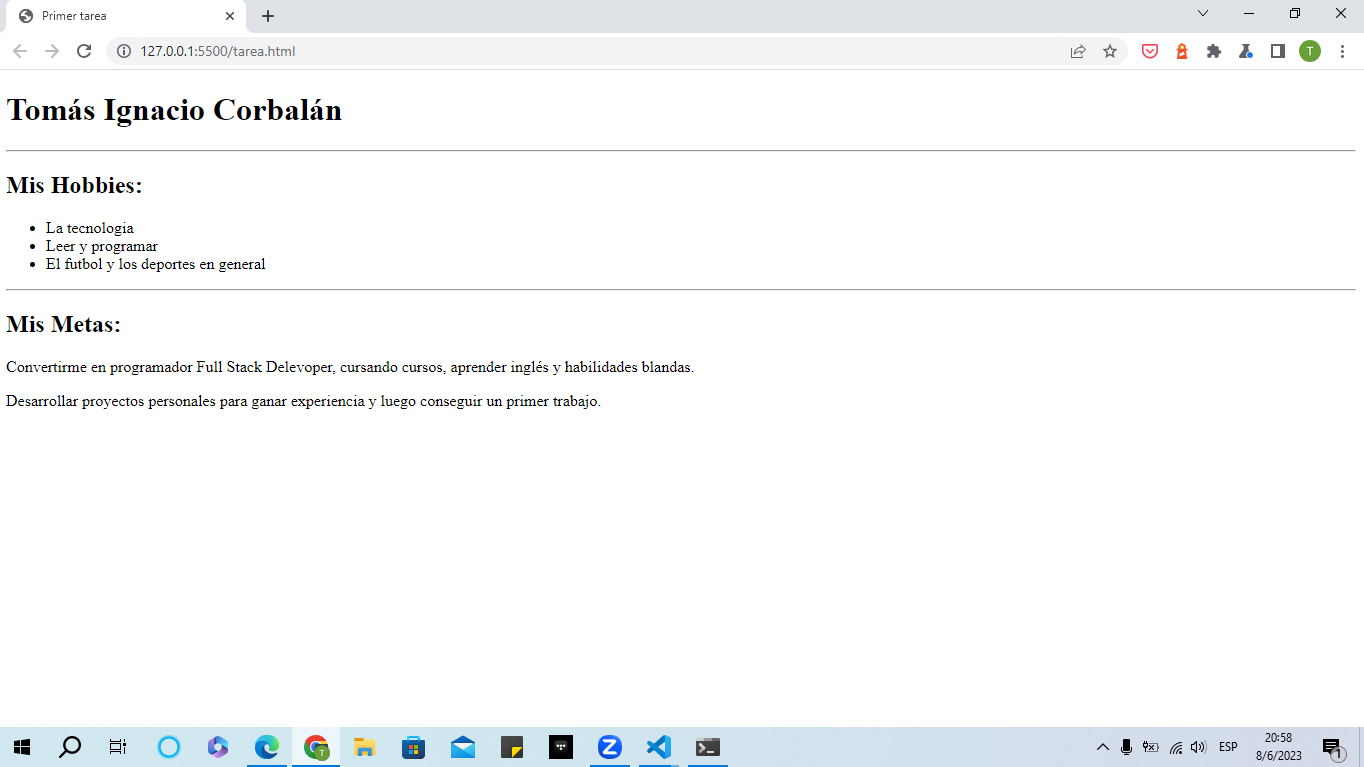 Primer tarea
127.0.0.1:5500/tarea.html
T
Tomás Ignacio Corbalán
Mis Hobbies:
La tecnologia
Leer y programar
El futbol y los deportes en general
Mis Metas:
Convertirme en programador Full Stack Delevoper, cursando cursos, aprender inglés y habilidades blandas.
Desarrollar proyectos personales para ganar experiencia y luego conseguir un primer trabajo.
T
Z
ESP
20:58
8/6/2023
1